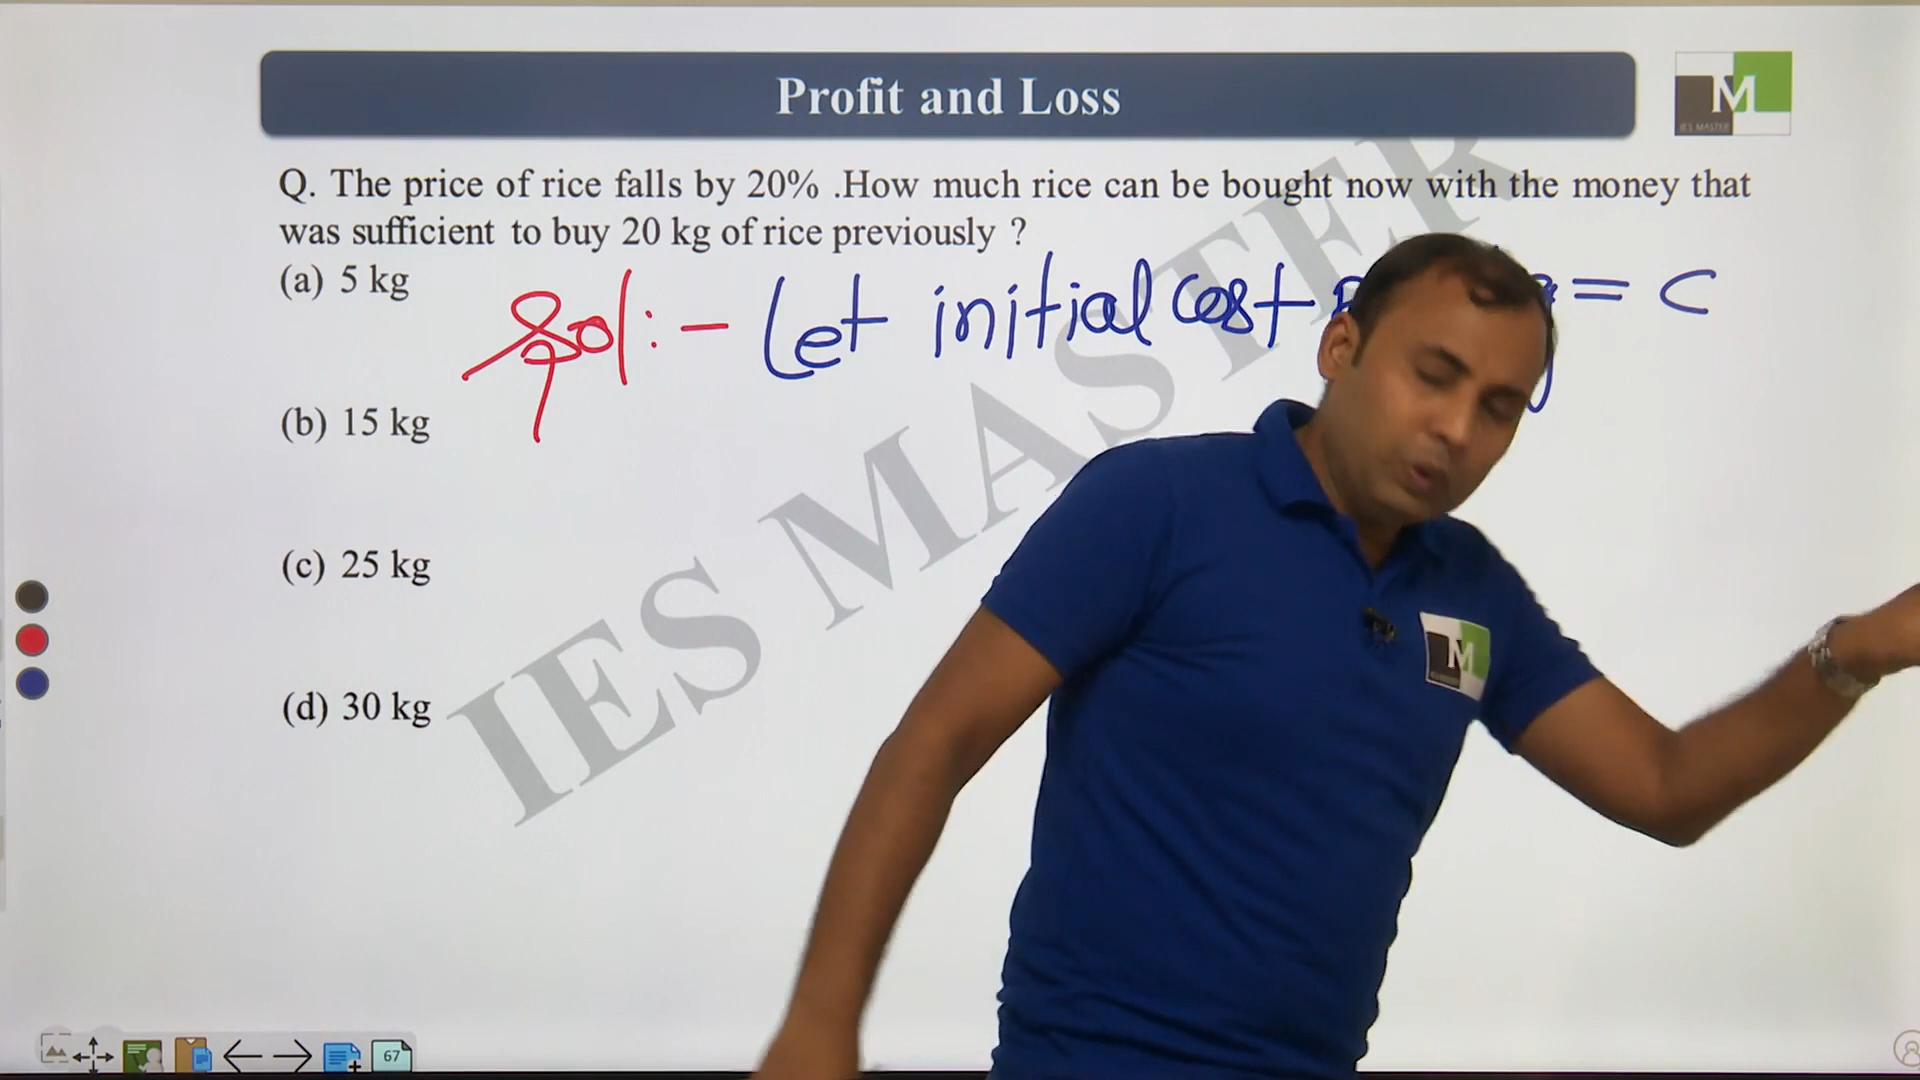 Profit and Loss
M
IES MASTER
Q. The price of rice falls by 20% .How much rice can be bought now with the money that
was sufficient to buy 20 kg of rice previously ?
(a) 5 kg
Sol:- Let initial cost = C
(b) 15 kg
(c) 25 kg
(d) 30 kg
IES MASTER
M
67